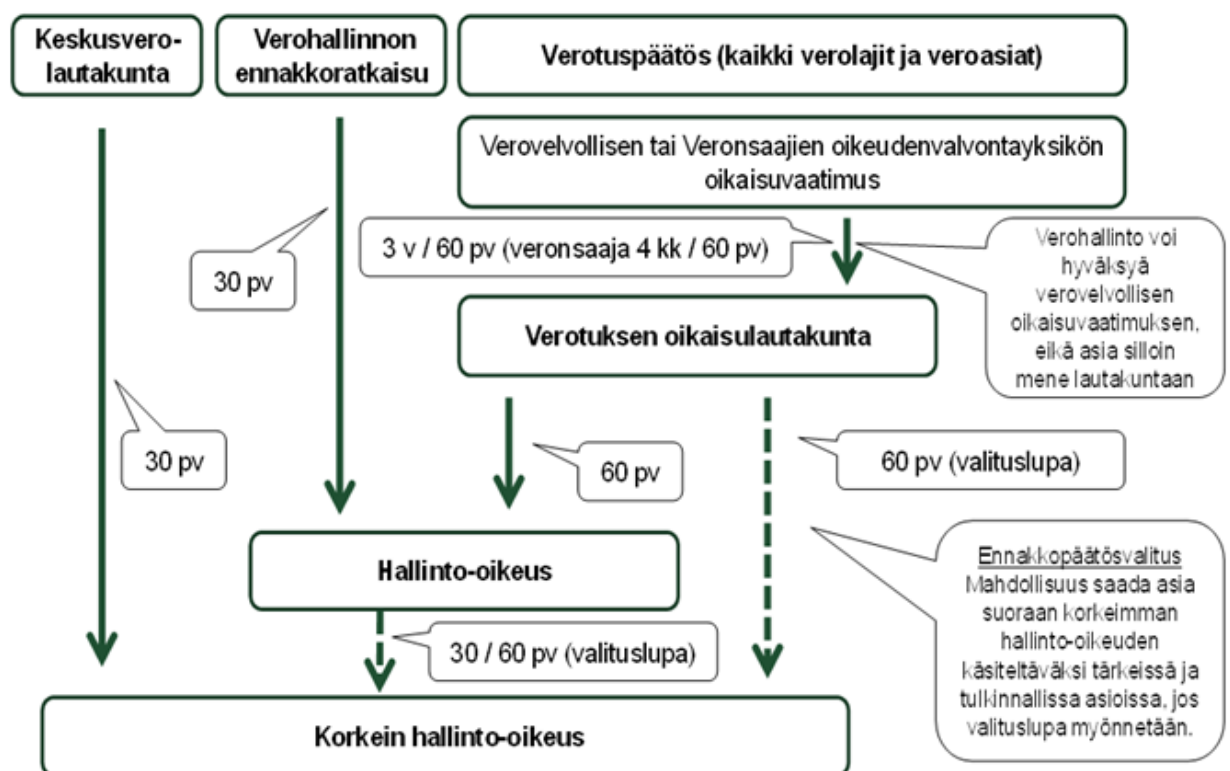 Keskusvero-
lautakunta
Verohallinnon
ennakkoratkaisu
Verotuspäätös (kaikki verolajit ja veroasiat)
Verovelvollisen tai Veronsaajien oikeudenvalvontayksikön
oikaisuvaatimus
3 v / 60 pv (veronsaaja 4 kk / 60 pv)
Verohallinto voi
hyväksyä
verovelvollisen
oikaisuvaatimuksen,
eikä asia silloin
mene lautakuntaan
30 pv
Verotuksen oikaisulautakunta
30 pv
60 pv
60 pv (valituslupa)
Hallinto-oikeus
Ennakkopäätösvalitus
Mahdollisuus saada asia
suoraan korkeimman
hallinto-oikeuden
käsiteltäväksi tärkeissä ja
tulkinnallissa asioissa, jos
valituslupa myönnetään.
30 / 60 pv (valituslupa)
Korkein hallinto-oikeus